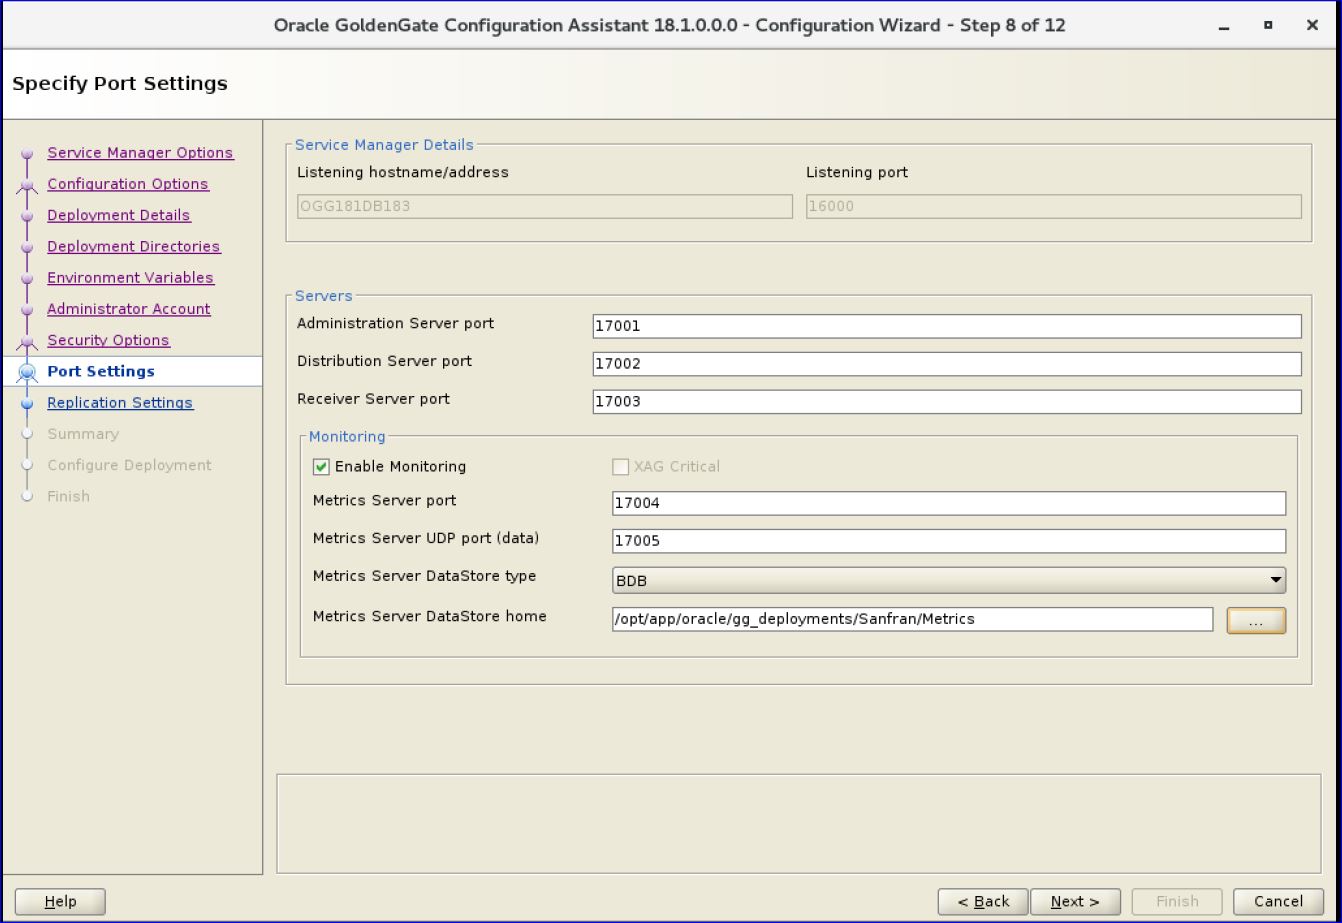 Oracle GoldenGate Configuration Assistant 18.1.0.0.0 - Configuration Wizard - Step 8 of 12
Specify Port Settings
Service Manager Options
Configuration Options
Deployment Details
Deployment Directories
Environment Variables
Administrator Account
Security Options
Port Settings
Replication Settings
Summary
Configure Deployment
Finish
Service Manager Details
Listening hostname/address Listening port
OGG181DB183 16000
Servers
Administration Server port 17001
Distribution Server port 17002
Receiver Server port 17003
Monitoring
Enable Monitoring XAG Critical
Metrics Server port 17004
Metrics Server UDP port (data) 17005
Metrics Server DataStore type BDB
Metrics Server DataStore home /opt/app/oracle/gg_deployments/Sanfran/Metrics ...
Help < Back Next > Finish Cancel